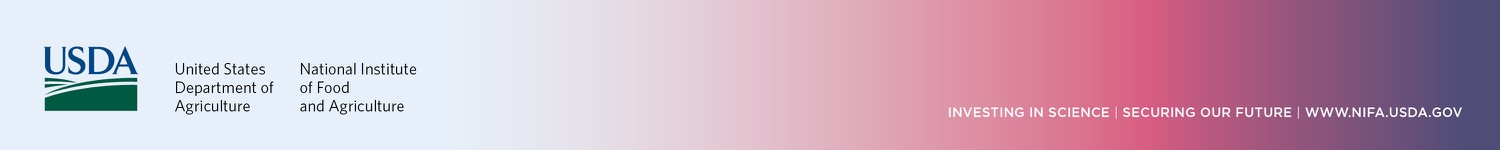 USDA
United States
Department of
Agriculture
National Institute
of Food
and Agriculture
INVESTING IN SCIENCE | SECURING OUR FUTURE | WWW.NIFA.USDA.GOV